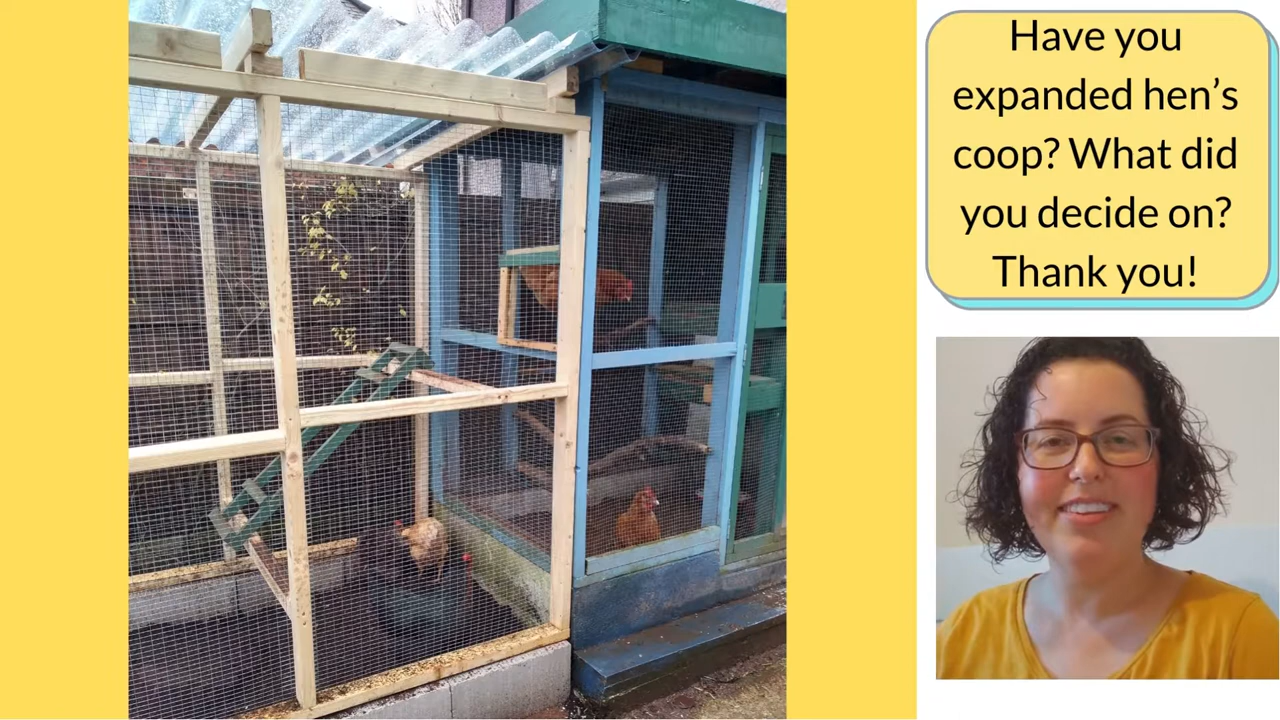 Have you
expanded hen’s
coop? What did
you decide on?
Thank you!